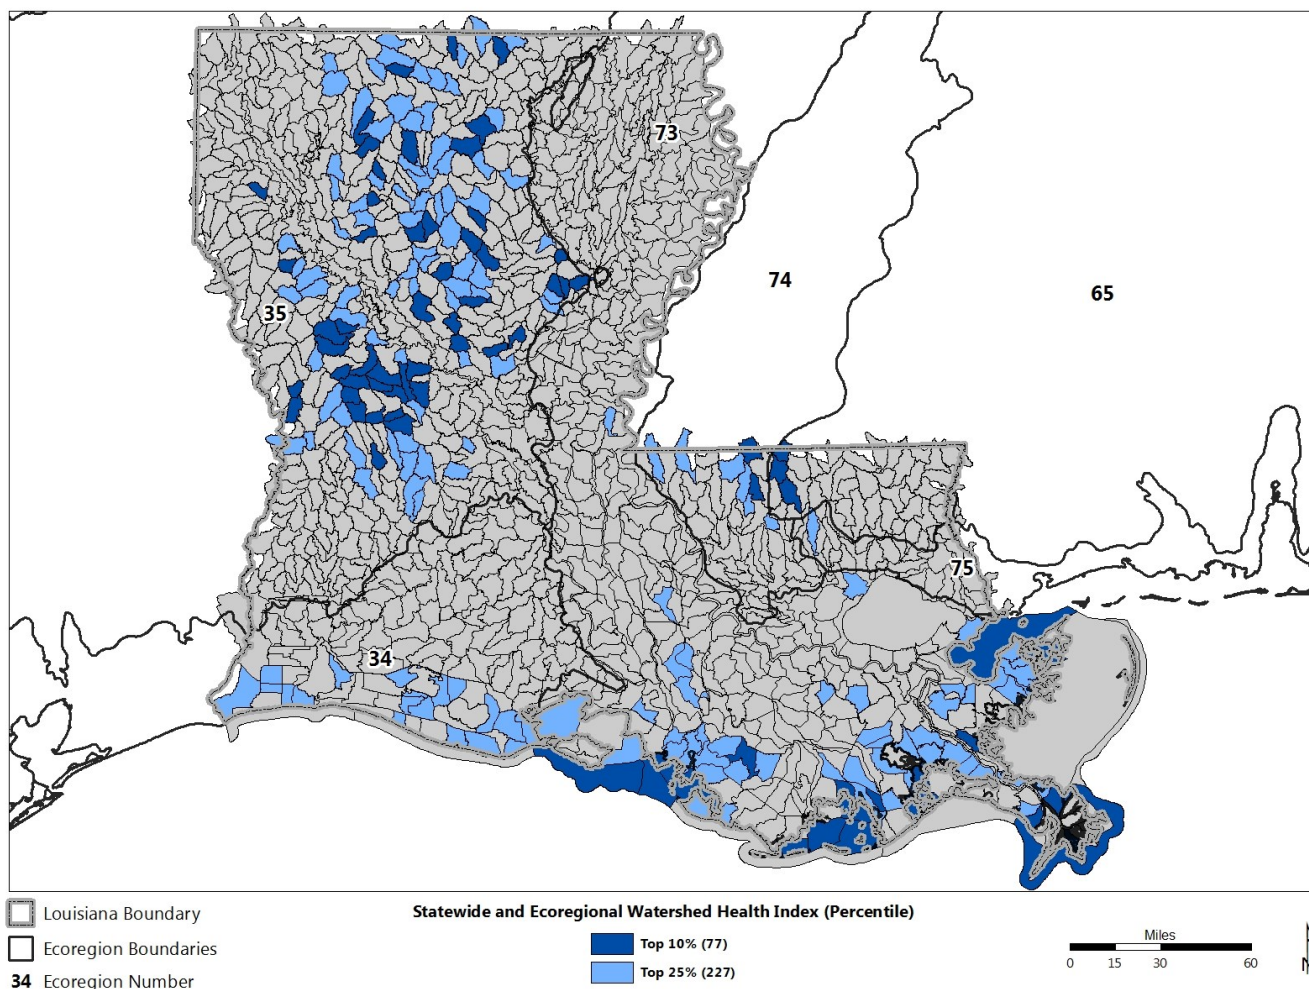 73
74
65
35
75
34
Louisiana Boundary
Ecoregion Boundaries
34 Ecoregion Number
Statewide and Ecoregional Watershed Health Index (Percentile)
Top 10% (77)
Top 25% (227)
Miles
0 15 30 60
N